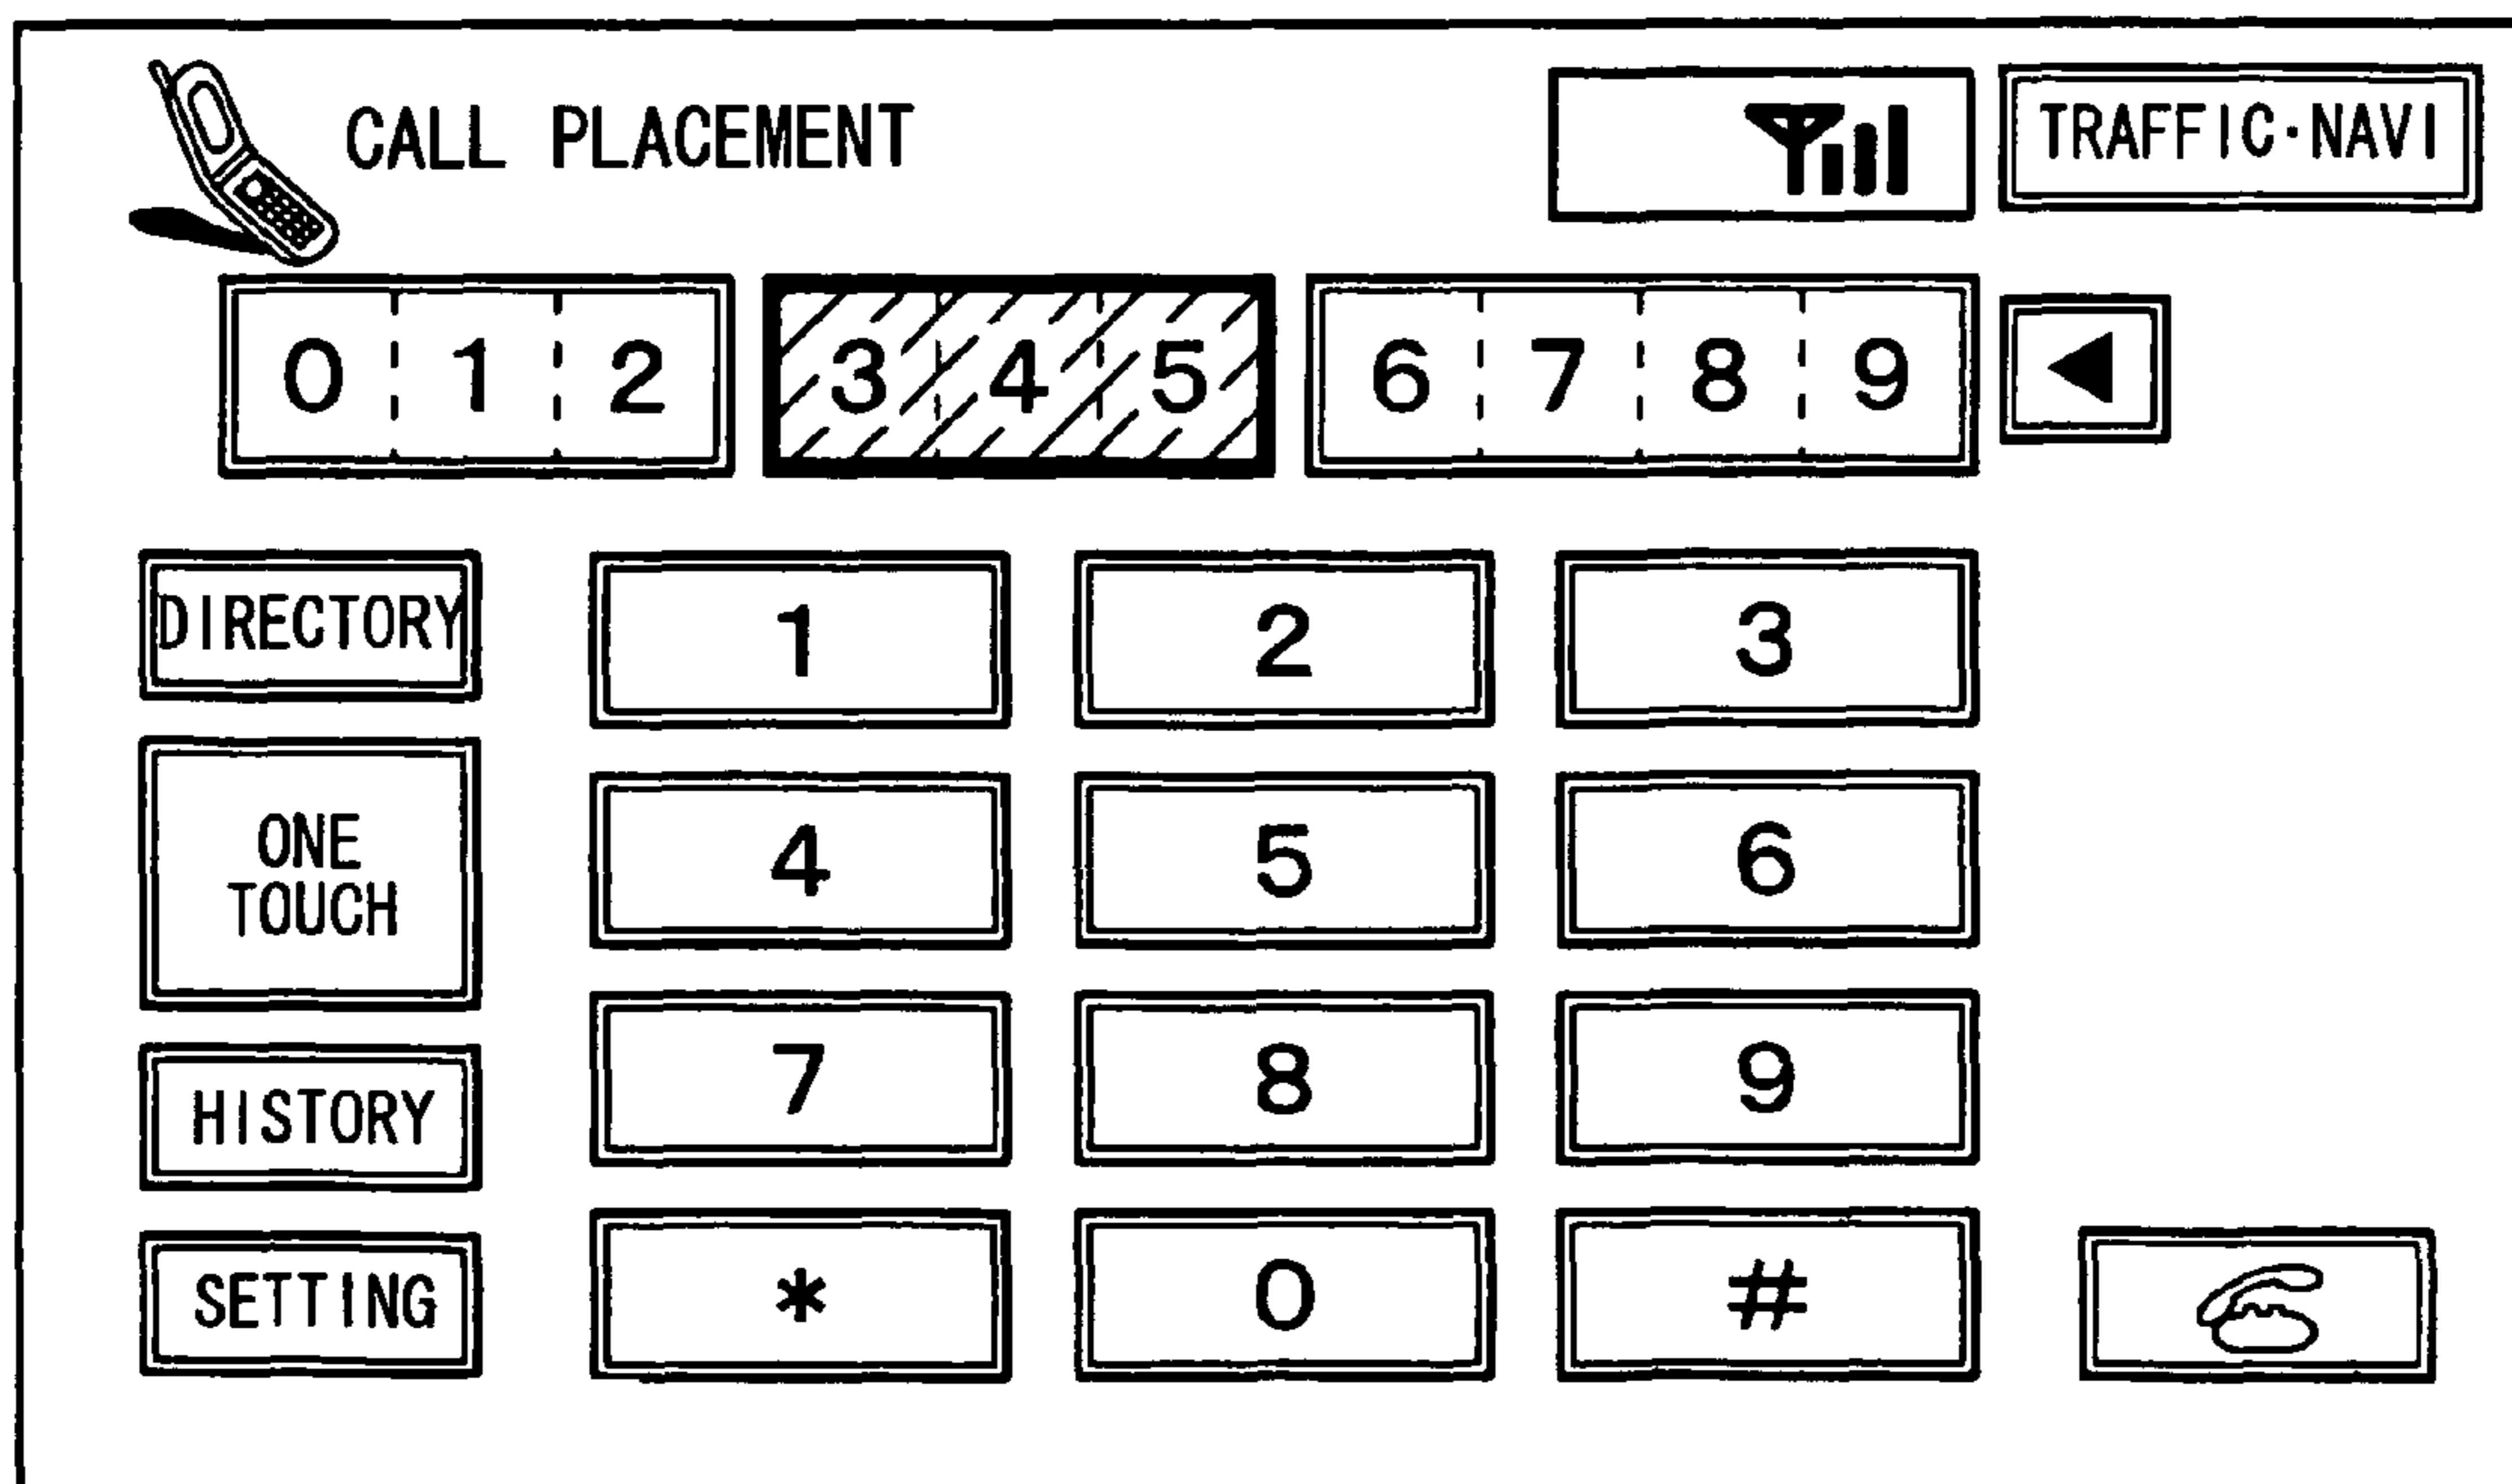 CALL PLACEMENT
TRAFFIC·NAVI
0 1 2 3 4 5 6 7 8 9
DIRECTORY
1 2 3
ONE
TOUCH
4 5 6
HISTORY
7 8 9
SETTING
* 0 #